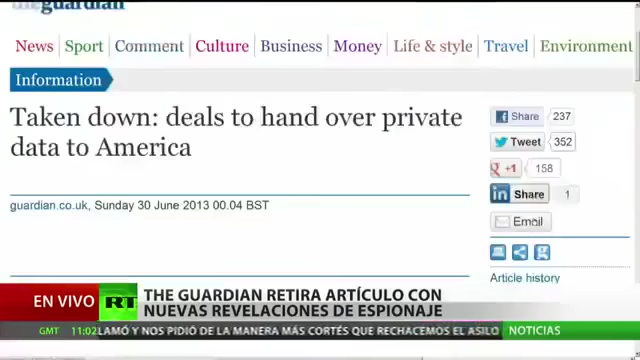 theguardian
News Sport Comment Culture Business Money Life & style Travel Environment
Information
Taken down: deals to hand over private
data to America
guardian.co.uk, Sunday 30 June 2013 00.04 BST
Share 237
Tweet 352
+1 158
in Share 1
Email
Article history
EN VIVO RT THE GUARDIAN RETIRA ARTÍCULO CON
NUEVAS REVELACIONES DE ESPIONAJE
GMT 11:02 LAMÓ Y NOS PIDIÓ DE LA MANERA MÁS CORTÉS QUE RECHACEMOS EL ASILO NOTICIAS